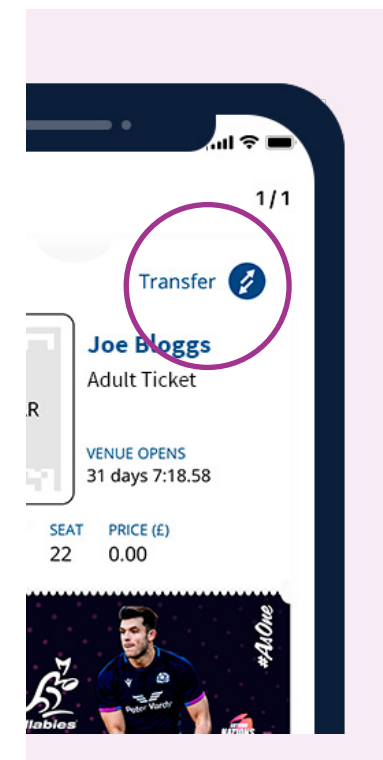 1/1
Transfer
Joe Bloggs
Adult Ticket
R
VENUE OPENS
31 days 7:18.58
SEAT PRICE (£)
22 0.00
#AsOne
Peter Vardy
llabies
NATIONS